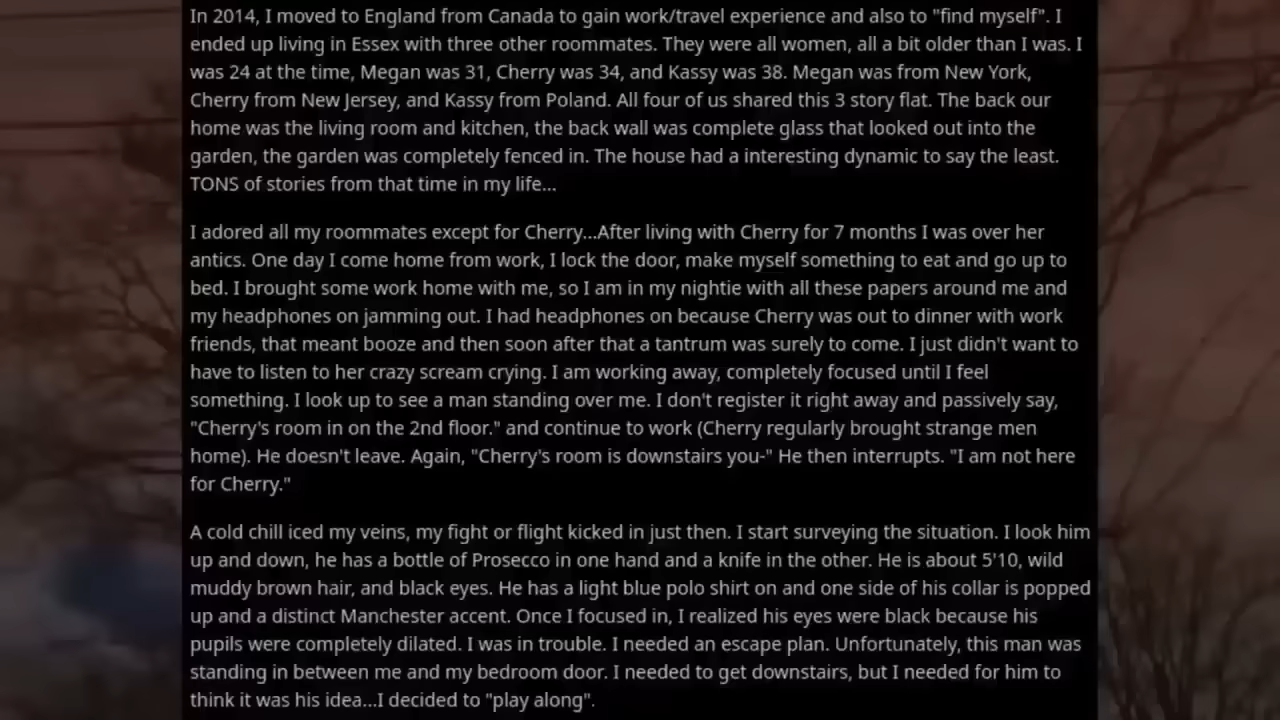 In 2014, I moved to England from Canada to gain work/travel experience and also to "find myself". I
ended up living in Essex with three other roommates. They were all women, all a bit older than I was. I
was 24 at the time, Megan was 31, Cherry was 34, and Kassy was 38. Megan was from New York,
Cherry from New Jersey, and Kassy from Poland. All four of us shared this 3 story flat. The back our
home was the living room and kitchen, the back wall was complete glass that looked out into the
garden, the garden was completely fenced in. The house had a interesting dynamic to say the least.
TONS of stories from that time in my life...
I adored all my roommates except for Cherry...After living with Cherry for 7 months I was over her
antics. One day I come home from work, I lock the door, make myself something to eat and go up to
bed. I brought some work home with me, so I am in my nightie with all these papers around me and
my headphones on jamming out. I had headphones on because Cherry was out to dinner with work
friends, that meant booze and then soon after that a tantrum was surely to come. I just didn't want to
have to listen to her crazy scream crying. I am working away, completely focused until I feel
something. I look up to see a man standing over me. I don't register it right away and passively say,
"Cherry's room in on the 2nd floor." and continue to work (Cherry regularly brought strange men
home). He doesn't leave. Again, "Cherry's room is downstairs you-" He then interrupts. "I am not here
for Cherry."
A cold chill iced my veins, my fight or flight kicked in just then. I start surveying the situation. I look him
up and down, he has a bottle of Prosecco in one hand and a knife in the other. He is about 5'10, wild
muddy brown hair, and black eyes. He has a light blue polo shirt on and one side of his collar is popped
up and a distinct Manchester accent. Once I focused in, I realized his eyes were black because his
pupils were completely dilated. I was in trouble. I needed an escape plan. Unfortunately, this man was
standing in between me and my bedroom door. I needed to get downstairs, but I needed for him to
think it was his idea...I decided to "play along".